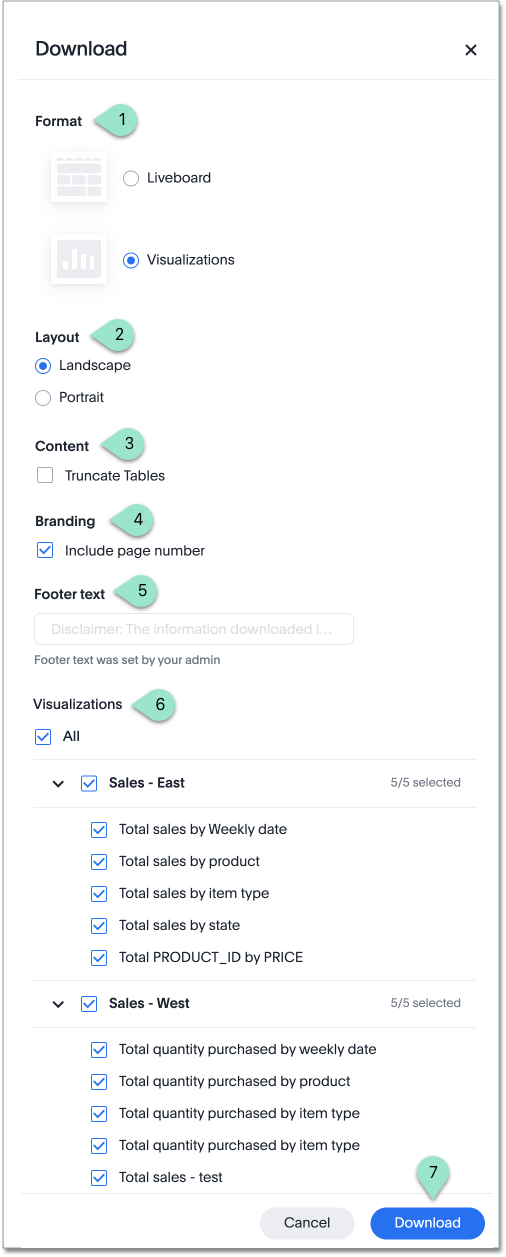 Download
Format 1
Liveboard
Visualizations
Layout 2
Landscape
Portrait
Content 3
Truncate Tables
Branding 4
Include page number
Footer text 5
Disclaimer: The information downloaded i...
Footer text was set by your admin
Visualizations 6
All
Sales - East 5/5 selected
Total sales by Weekly date
Total sales by product
Total sales by item type
Total sales by state
Total PRODUCT_ID by PRICE
Sales - West 5/5 selected
Total quantity purchased by weekly date
Total quantity purchased by product
Total quantity purchased by item type
Total quantity purchased by item type
Total sales - test
7
Cancel Download